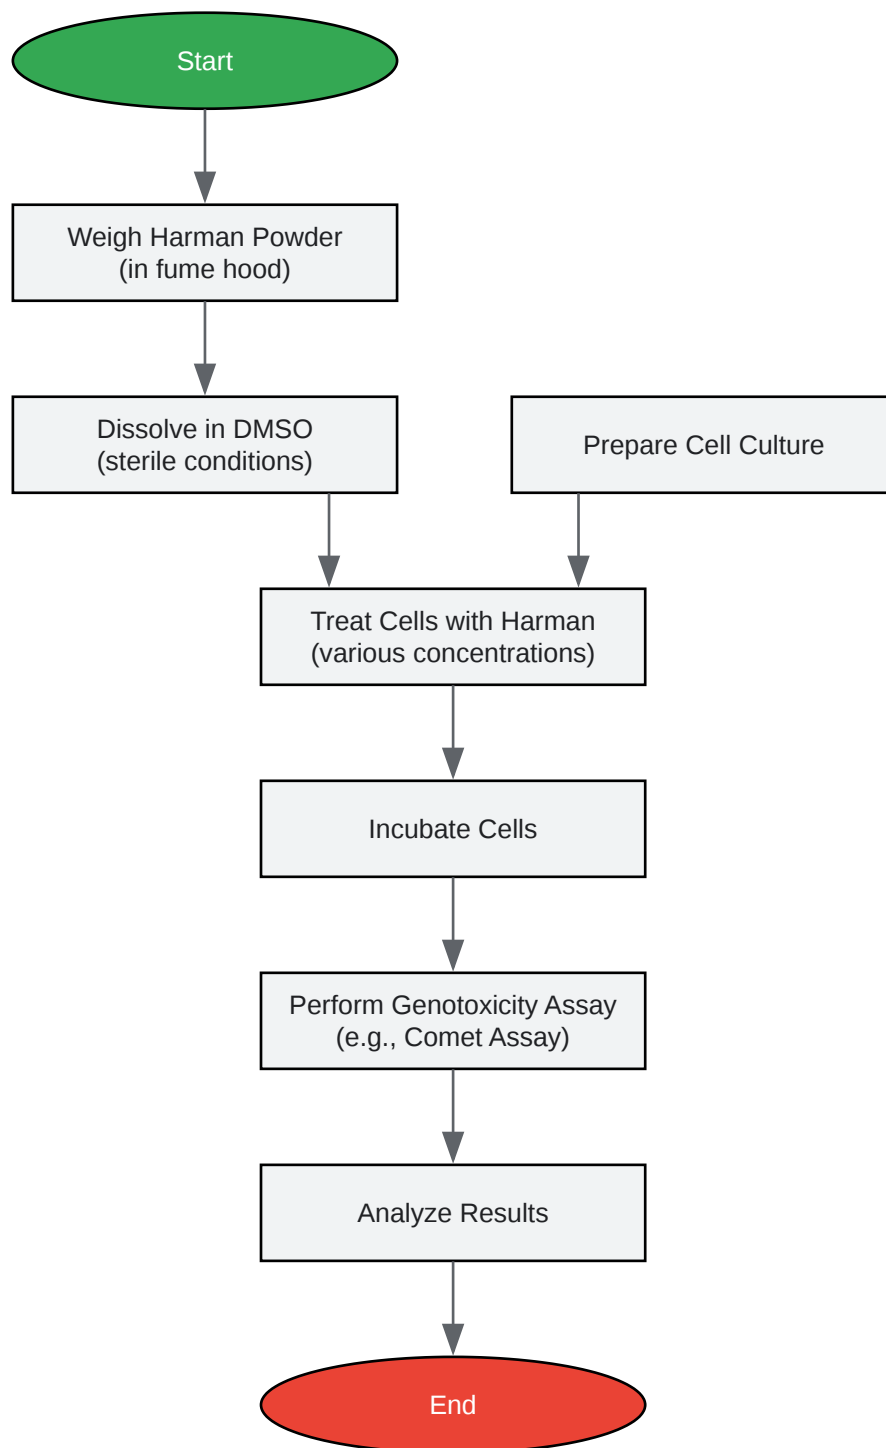 Start
Weigh Harman Powder
(in fume hood)
Dissolve in DMSO
(sterile conditions)
Prepare Cell Culture
Treat Cells with Harman
(various concentrations)
Incubate Cells
Perform Genotoxicity Assay
(e.g., Comet Assay)
Analyze Results
End